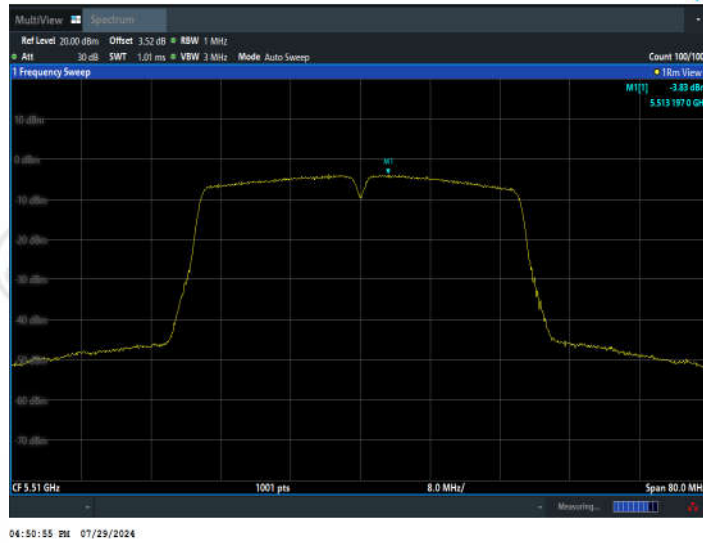 MultiView Spectrum
Ref Level 20.00 dBm Offset 3.52 dB RBW 1 MHz
Att 30 dB SWT 1.01 ms VBW 3 MHz Mode Auto Sweep Count 100/100
1 Frequency Sweep 1Rm View
M1[1] -3.83 dBm
5.513 197 0 GH
M1
10 dBm
0 dBm
-10 dBm
-20 dBm
-30 dBm
-40 dBm
-50 dBm
-60 dBm
-70 dBm
CF 5.51 GHz 1001 pts 8.0 MHz/ Span 80.0 MH
Measuring...
04:50:55 PM 07/29/2024